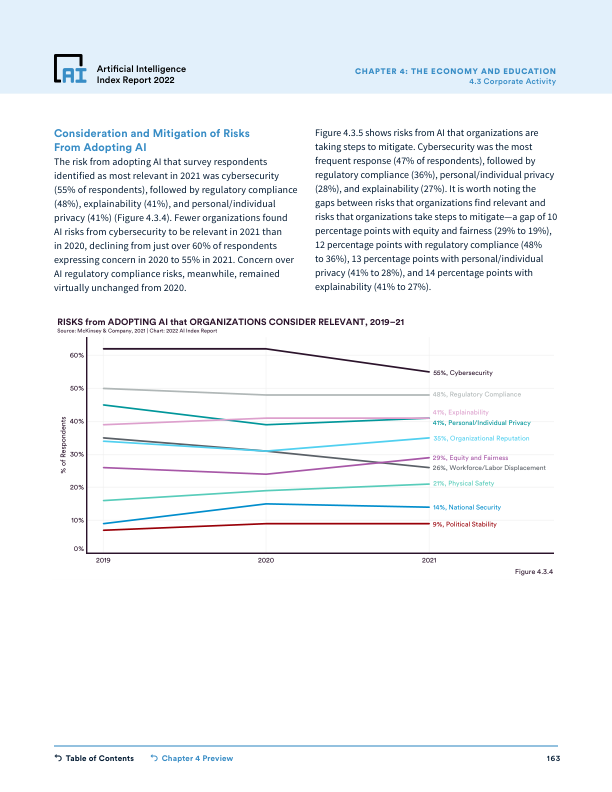 Artificial Intelligence
Index Report 2022
CHAPTER 4: THE ECONOMY AND EDUCATION
4.3 Corporate Activity
Consideration and Mitigation of Risks
From Adopting AI
The risk from adopting AI that survey respondents
identified as most relevant in 2021 was cybersecurity
(55% of respondents), followed by regulatory compliance
(48%), explainability (41%), and personal/individual
privacy (41%) (Figure 4.3.4). Fewer organizations found
AI risks from cybersecurity to be relevant in 2021 than
in 2020, declining from just over 60% of respondents
expressing concern in 2020 to 55% in 2021. Concern over
AI regulatory compliance risks, meanwhile, remained
virtually unchanged from 2020.
Figure 4.3.5 shows risks from AI that organizations are
taking steps to mitigate. Cybersecurity was the most
frequent response (47% of respondents), followed by
regulatory compliance (36%), personal/individual privacy
(28%), and explainability (27%). It is worth noting the
gaps between risks that organizations find relevant and
risks that organizations take steps to mitigate—a gap of 10
percentage points with equity and fairness (29% to 19%),
12 percentage points with regulatory compliance (48%
to 36%), 13 percentage points with personal/individual
privacy (41% to 28%), and 14 percentage points with
explainability (41% to 27%).
RISKS from ADOPTING AI that ORGANIZATIONS CONSIDER RELEVANT, 2019–21
Source: McKinsey & Company, 2021 | Chart: 2022 AI Index Report
% of Respondents
60%
50%
40%
30%
20%
10%
0%
55%, Cybersecurity
48%, Regulatory Compliance
41%, Explainability
41%, Personal/Individual Privacy
35%, Organizational Reputation
29%, Equity and Fairness
26%, Workforce/Labor Displacement
21%, Physical Safety
14%, National Security
9%, Political Stability
2019
2020
2021
Figure 4.3.4
Table of Contents
Chapter 4 Preview
163